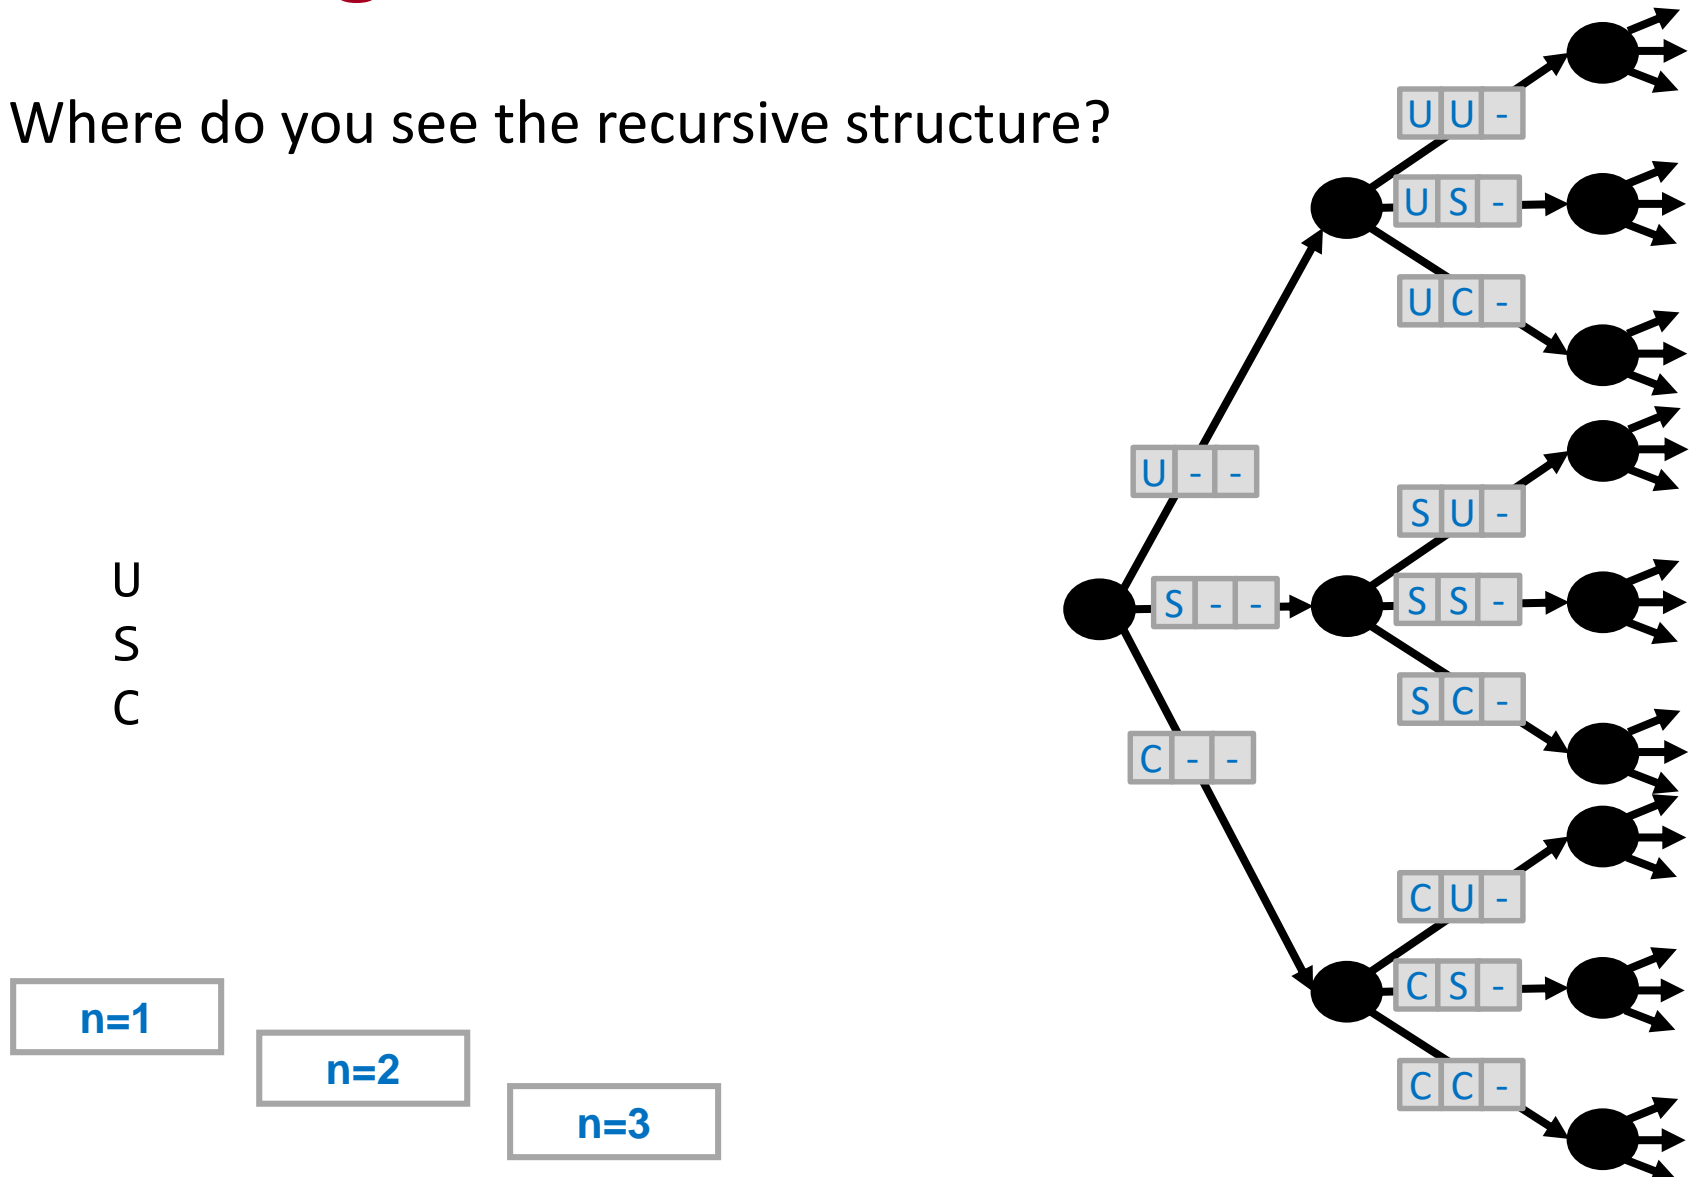 Where do you see the recursive structure?
U U -
U S -
U C -
U - -
S U -
U
S - -
S S -
S
S C -
C
C - -
C U -
C S -
n=1
n=2
C C -
n=3